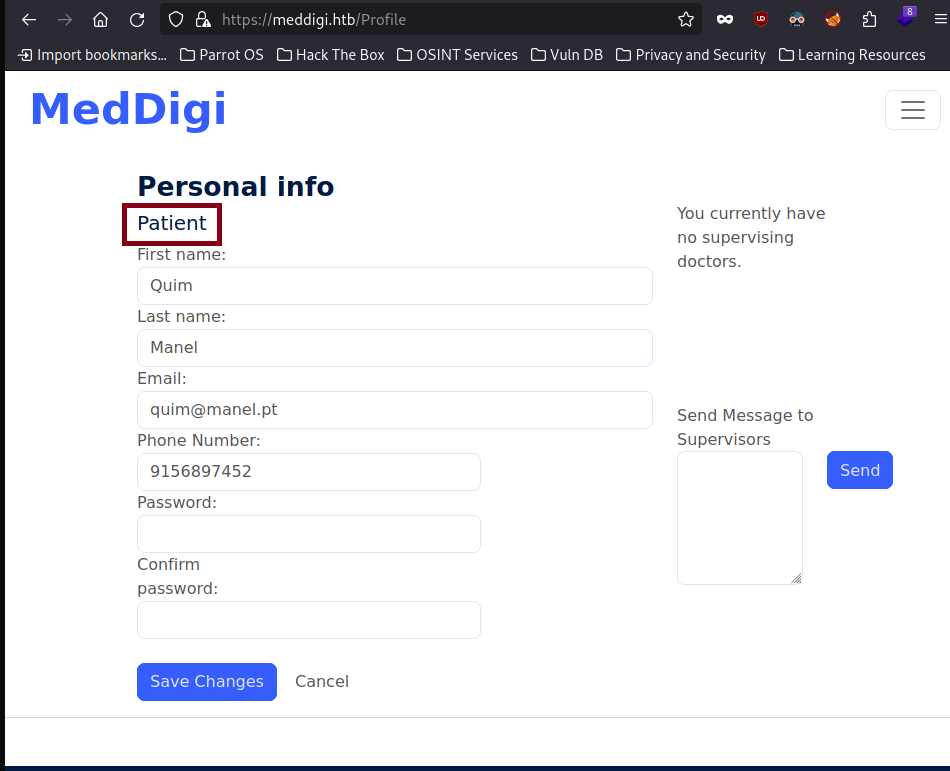 https://meddigi.htb/Profile
UD
8
Import bookmarks... Parrot OS Hack The Box OSINT Services Vuln DB Privacy and Security Learning Resources
MedDigi
Personal info
Patient
First name:
Quim
Last name:
Manel
Email:
quim@manel.pt
Phone Number:
9156897452
Password:
Confirm
password:
Save Changes Cancel
You currently have
no supervising
doctors.
Send Message to
Supervisors
Send